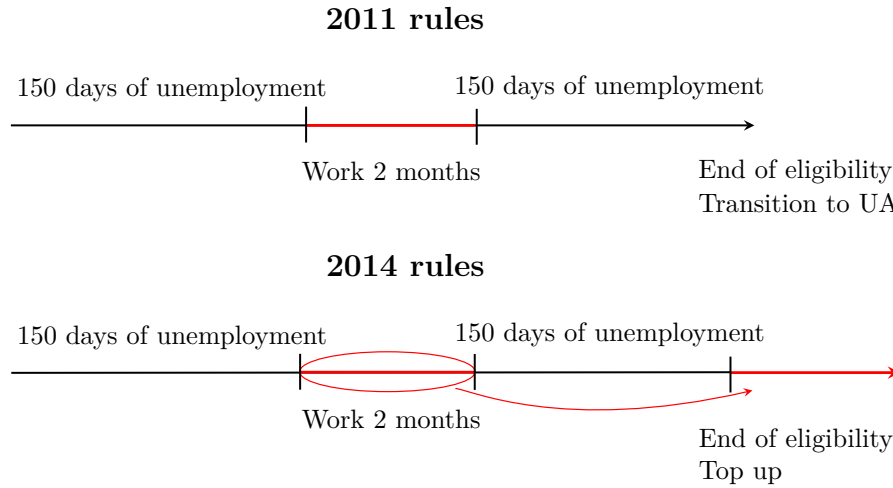 2011 rules
150 days of unemployment
150 days of unemployment
Work 2 months
End of eligibility
Transition to UA
2014 rules
150 days of unemployment
150 days of unemployment
Work 2 months
End of eligibility
Top up